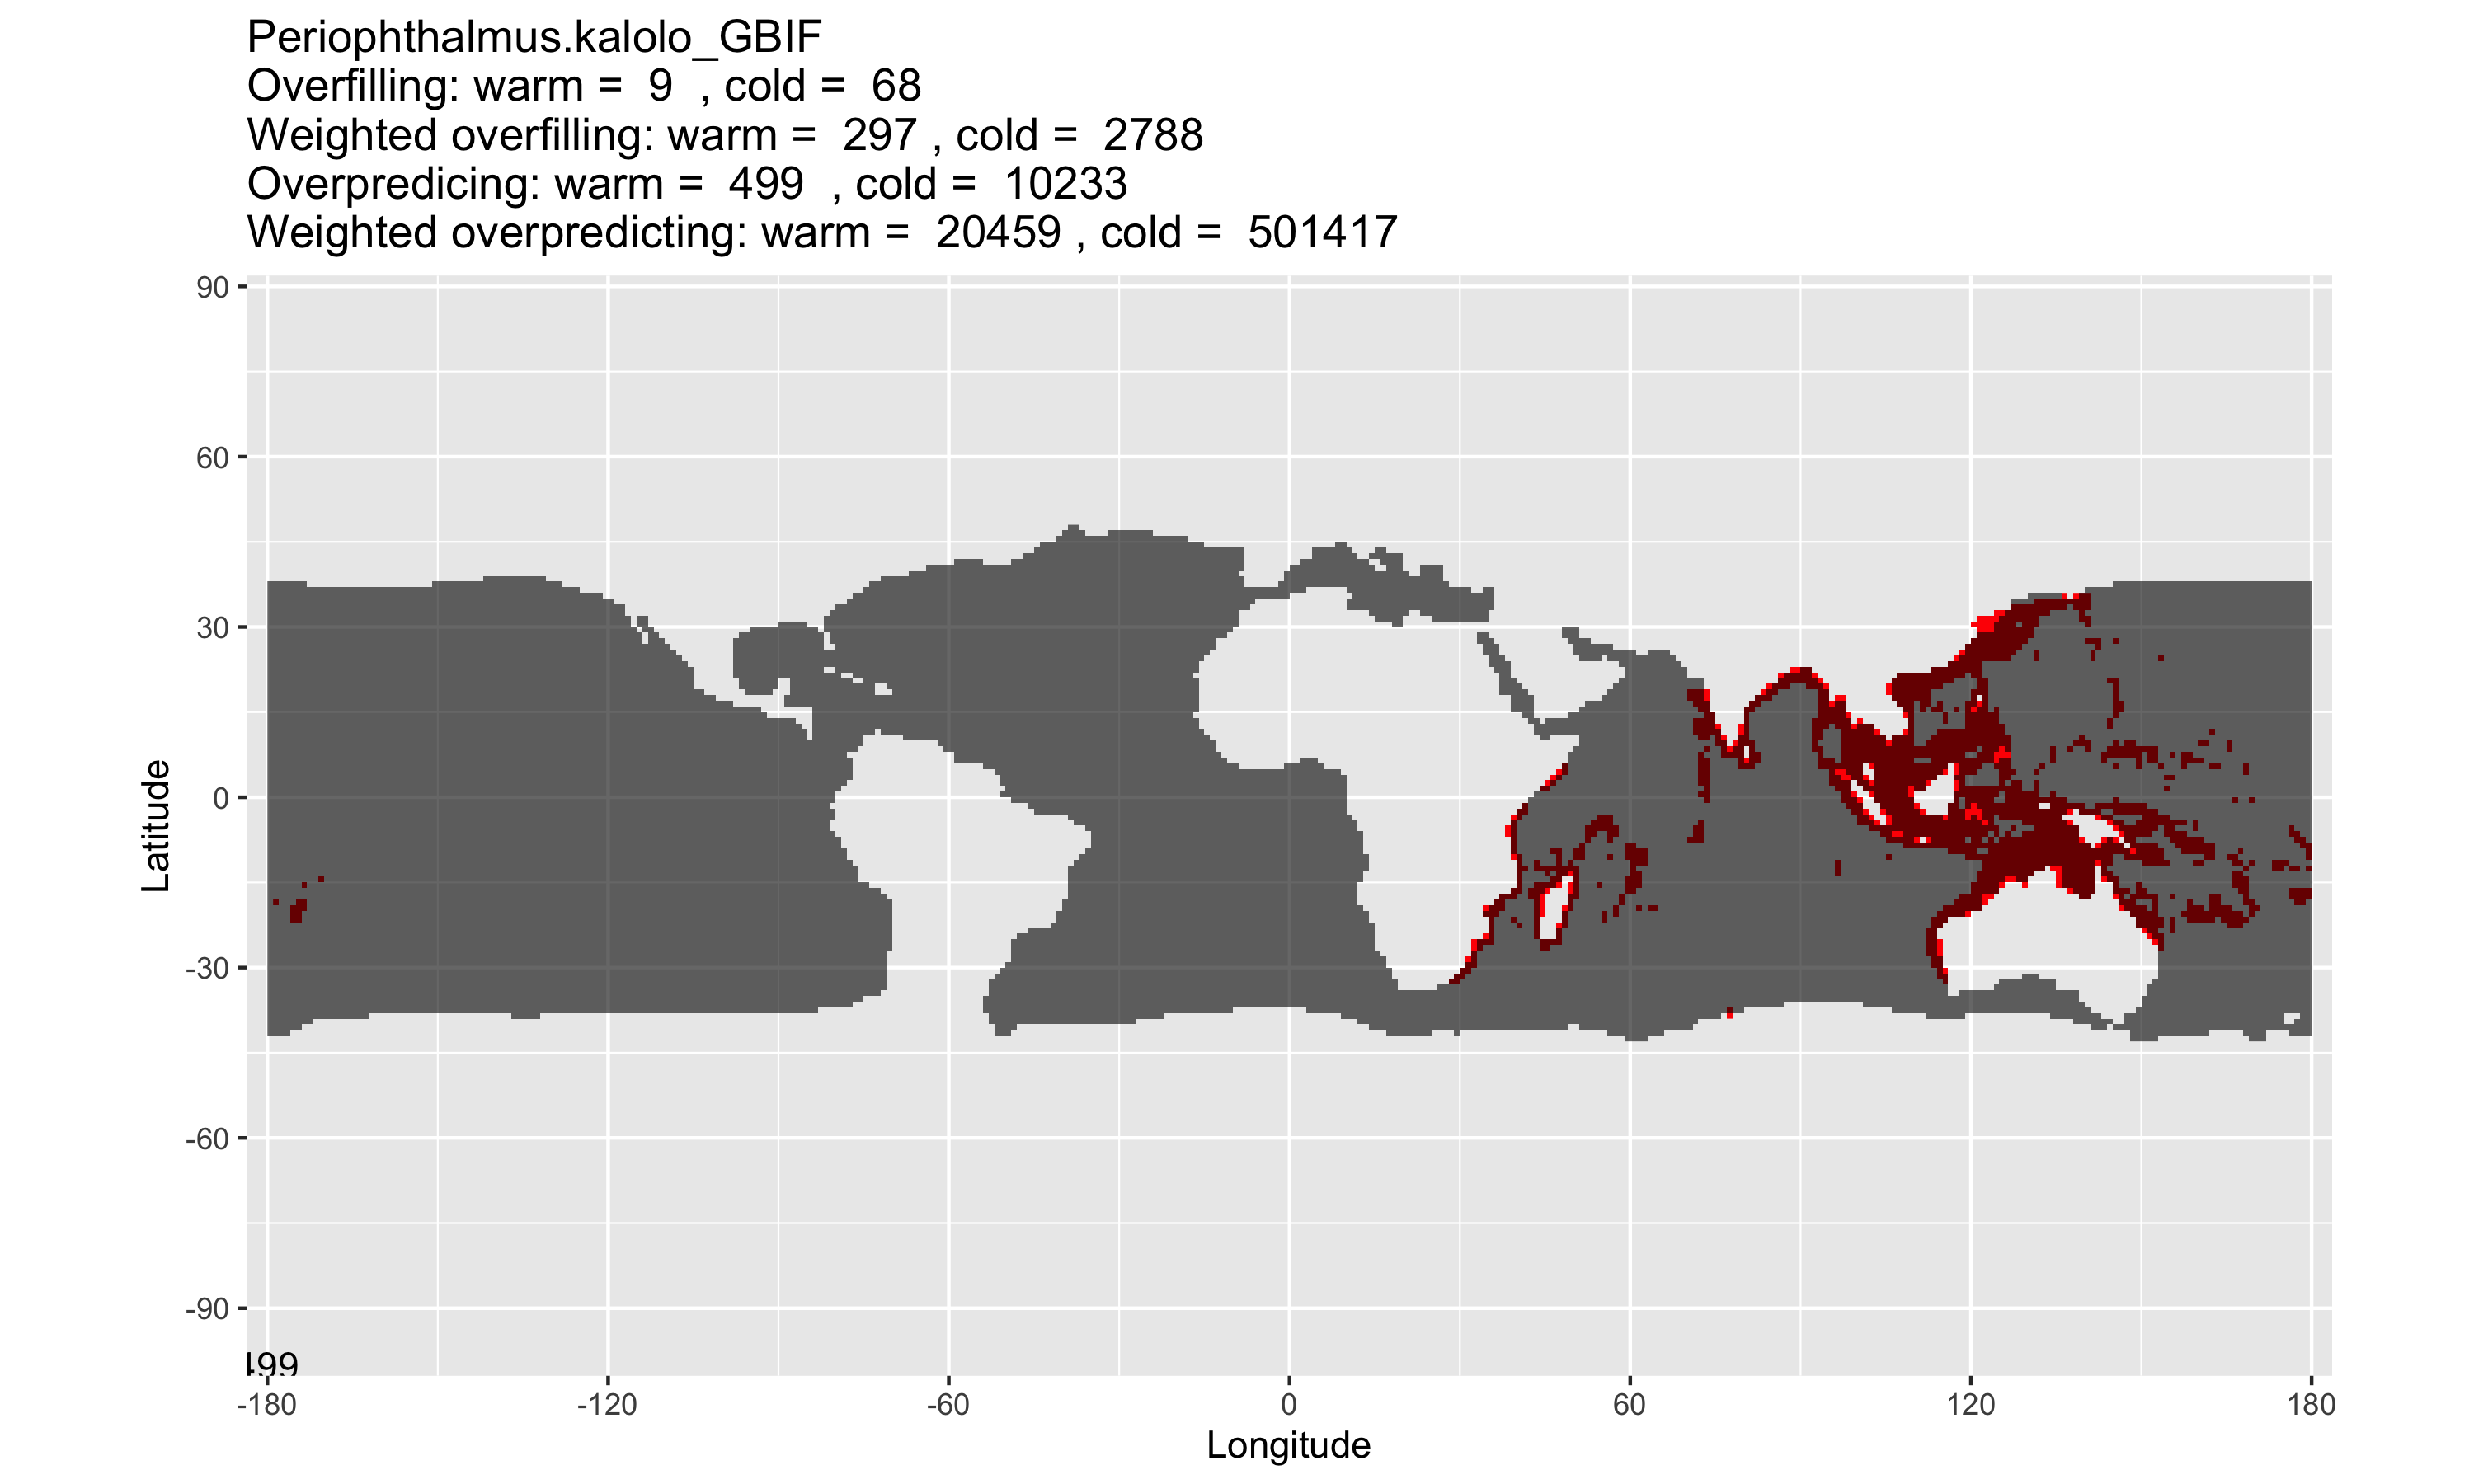 Periophthalmus.kalolo_GBIF
Overfilling: warm = 9 , cold = 68
Weighted overfilling: warm = 297 , cold = 2788
Overpredicing: warm = 499 , cold = 10233
Weighted overpredicting: warm = 20459 , cold = 501417
90
60
30
0
-30
-60
-90
Latitude
499
-180 -120 -60 0 60 120 180
Longitude